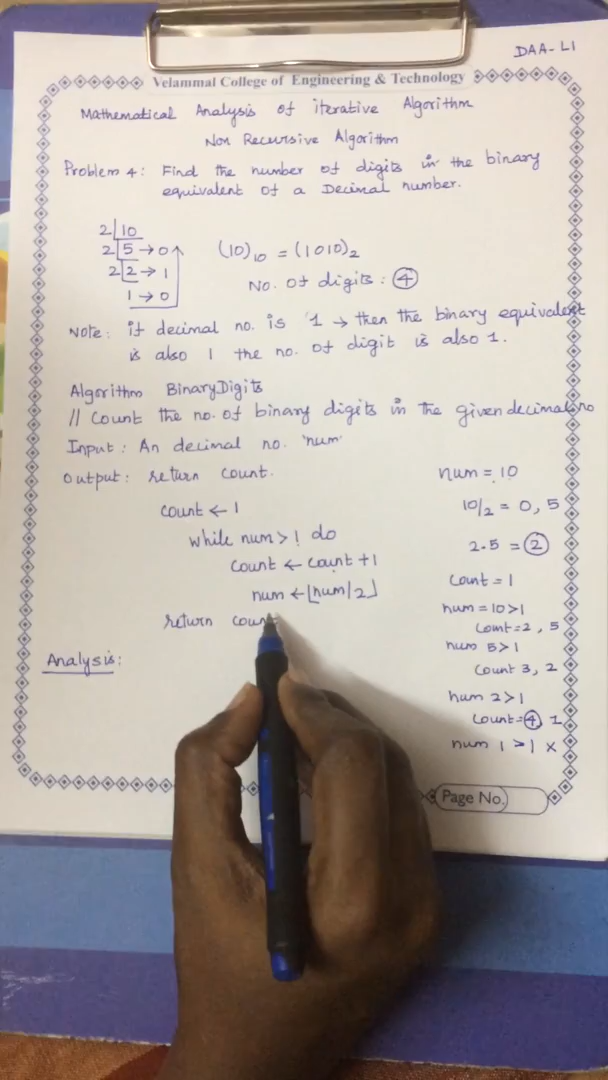 DAA-L1
Velammal College of Engineering & Technology
Mathematical Analysis of iterative Algorithm
Non Recursive Algorithm
Problem 4: Find the number of digits in the binary
equivalent of a Decimal number.
2|10
2|5 → 0
2|2 → 1
1 → 0
(10)₁₀ = (1010)₂
No. of digits: 4
Note: if decimal no. is '1 → then the binary equivalent
is also 1 the no. of digit is also 1.
Algorithm BinaryDigits
// Count the no. of binary digits in the given decimal no
Input: An decimal no. 'num'
Output: return count.
count ← 1
while num > 1 do
count ← count + 1
num ← ⌊num/2⌋
return coun
Analysis:
num = 10
10/2 = 0, 5
2.5 = 2
Count = 1
num = 10 > 1
Count = 2, 5
num 5 > 1
Count 3, 2
num 2 > 1
Count = 4 1
num 1 > 1 x
Page No.